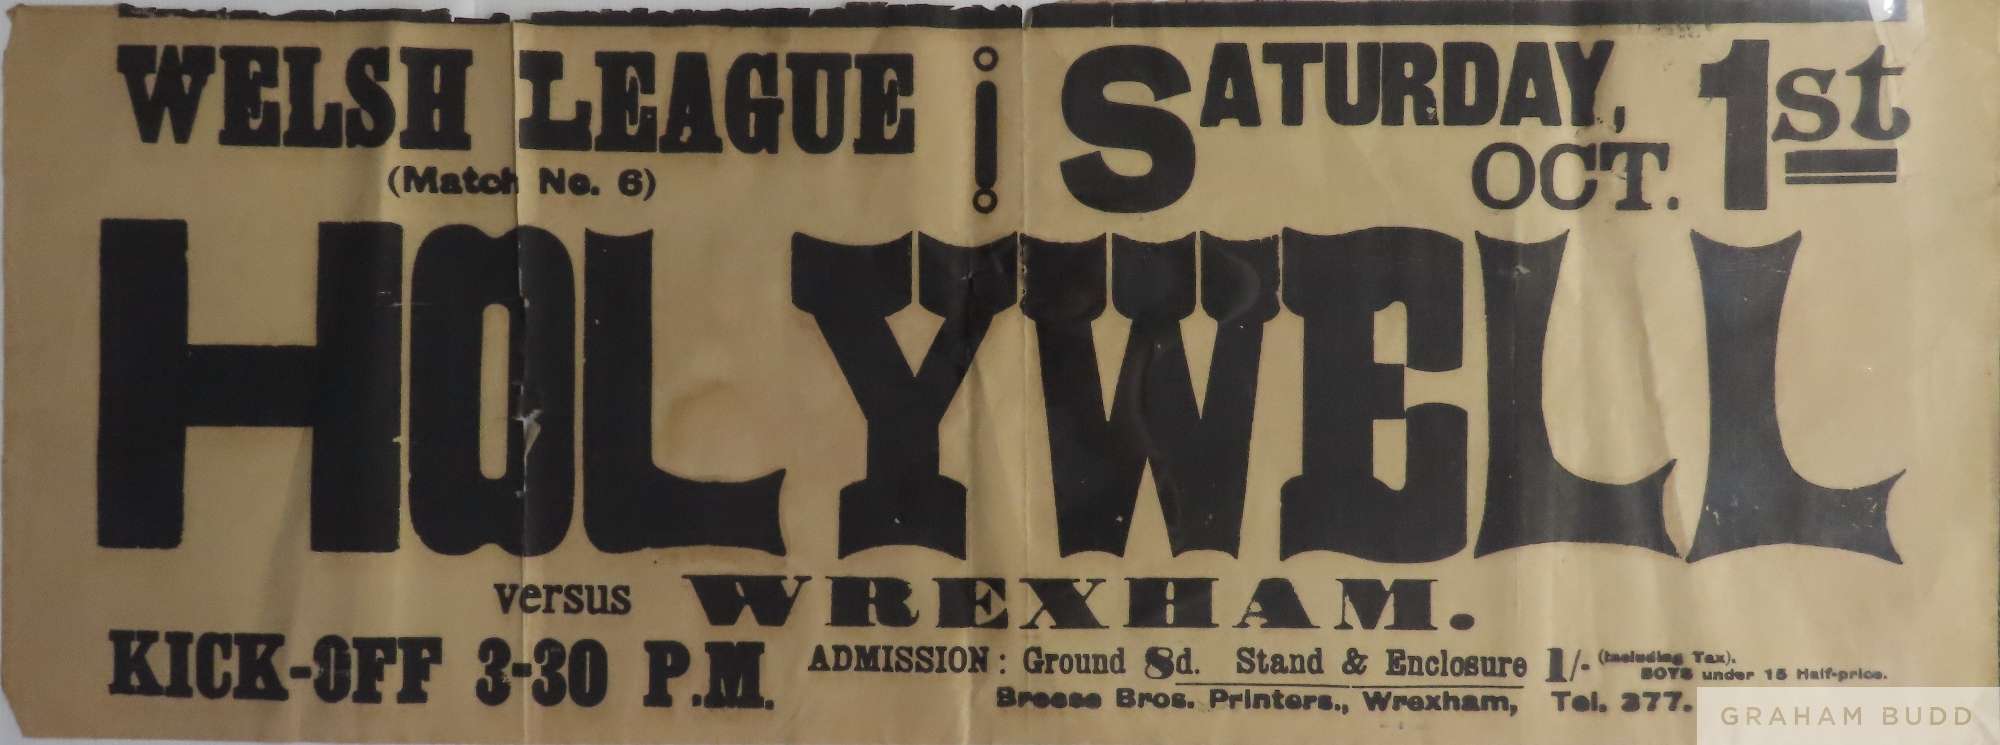 WELSH LEAGUE
(Match No. 6)
SATURDAY,
OCT. 1st
HOLYWELL
versus WREXHAM.
KICK-OFF 3-30 P.M.
ADMISSION: Ground 8d. Stand & Enclosure 1/- (Including Tax).
BOYS under 15 Half-price.
Breese Bros. Printers., Wrexham, Tel. 377.
GRAHAM BUDD